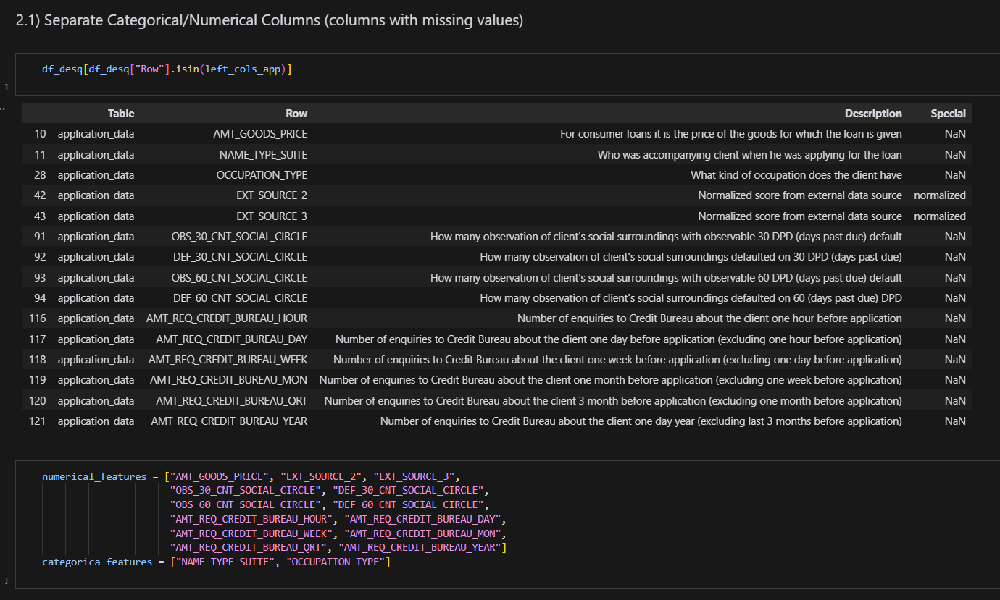 2.1) Separate Categorical/Numerical Columns (columns with missing values)
df_desq[df_desq["Row"].isin(left_cols_app)]
]
..
Table Row Description Special
10 application_data AMT_GOODS_PRICE For consumer loans it is the price of the goods for which the loan is given NaN
11 application_data NAME_TYPE_SUITE Who was accompanying client when he was applying for the loan NaN
28 application_data OCCUPATION_TYPE What kind of occupation does the client have NaN
42 application_data EXT_SOURCE_2 Normalized score from external data source normalized
43 application_data EXT_SOURCE_3 Normalized score from external data source normalized
91 application_data OBS_30_CNT_SOCIAL_CIRCLE How many observation of client's social surroundings with observable 30 DPD (days past due) default NaN
92 application_data DEF_30_CNT_SOCIAL_CIRCLE How many observation of client's social surroundings defaulted on 30 DPD (days past due) NaN
93 application_data OBS_60_CNT_SOCIAL_CIRCLE How many observation of client's social surroundings with observable 60 DPD (days past due) default NaN
94 application_data DEF_60_CNT_SOCIAL_CIRCLE How many observation of client's social surroundings defaulted on 60 (days past due) DPD NaN
116 application_data AMT_REQ_CREDIT_BUREAU_HOUR Number of enquiries to Credit Bureau about the client one hour before application NaN
117 application_data AMT_REQ_CREDIT_BUREAU_DAY Number of enquiries to Credit Bureau about the client one day before application (excluding one hour before application) NaN
118 application_data AMT_REQ_CREDIT_BUREAU_WEEK Number of enquiries to Credit Bureau about the client one week before application (excluding one day before application) NaN
119 application_data AMT_REQ_CREDIT_BUREAU_MON Number of enquiries to Credit Bureau about the client one month before application (excluding one week before application) NaN
120 application_data AMT_REQ_CREDIT_BUREAU_QRT Number of enquiries to Credit Bureau about the client 3 month before application (excluding one month before application) NaN
121 application_data AMT_REQ_CREDIT_BUREAU_YEAR Number of enquiries to Credit Bureau about the client one day year (excluding last 3 months before application) NaN
numerical_features = ["AMT_GOODS_PRICE", "EXT_SOURCE_2", "EXT_SOURCE_3",
"OBS_30_CNT_SOCIAL_CIRCLE", "DEF_30_CNT_SOCIAL_CIRCLE",
"OBS_60_CNT_SOCIAL_CIRCLE", "DEF_60_CNT_SOCIAL_CIRCLE",
"AMT_REQ_CREDIT_BUREAU_HOUR", "AMT_REQ_CREDIT_BUREAU_DAY",
"AMT_REQ_CREDIT_BUREAU_WEEK", "AMT_REQ_CREDIT_BUREAU_MON",
"AMT_REQ_CREDIT_BUREAU_QRT", "AMT_REQ_CREDIT_BUREAU_YEAR"]
categorica_features = ["NAME_TYPE_SUITE", "OCCUPATION_TYPE"]
]